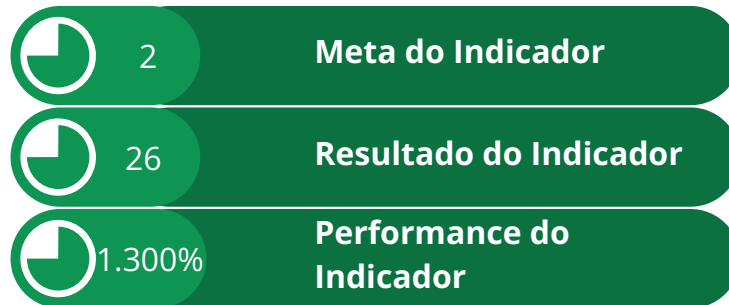 2 Meta do Indicador
26 Resultado do Indicador
1.300% Performance do
Indicador